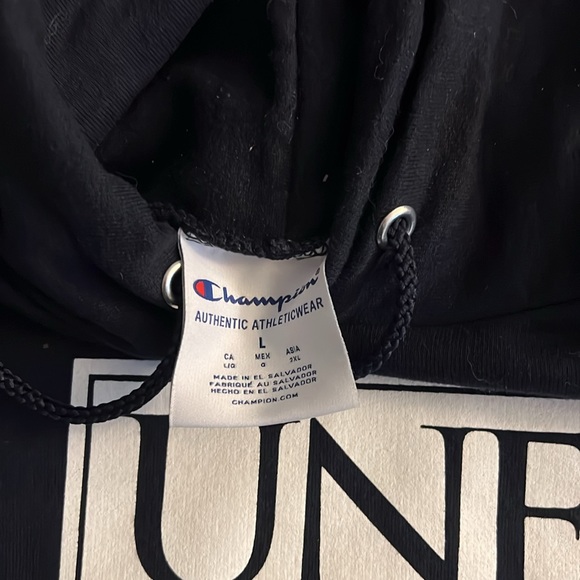 Champion
AUTHENTIC ATHLETICWEAR
L
CA MEX ASIA
L/G G 2XL
MADE IN EL SALVADOR
FABRIQUÉ AU SALVADOR
HECHO EN EL SALVADOR
CHAMPION.COM
UNF